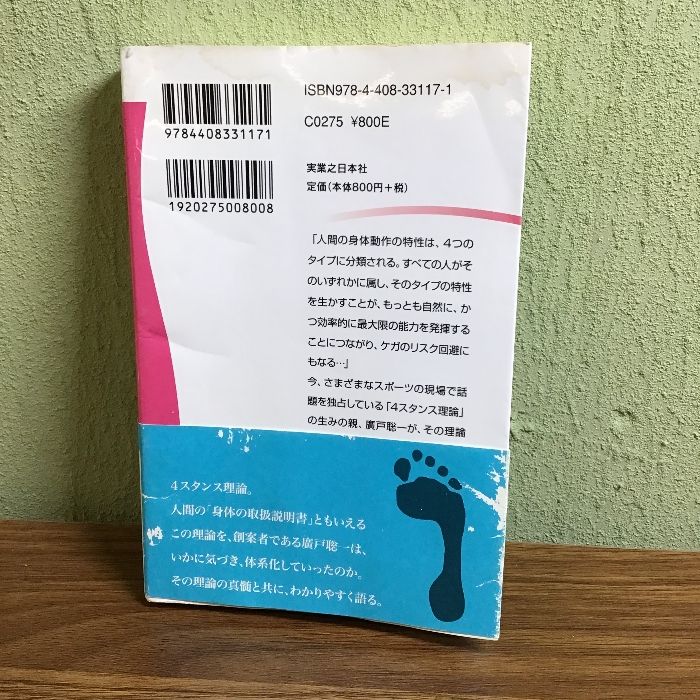 ISBN978-4-408-33117-1
C0275 ¥800E
9784408331171
実業之日本社
定価(本体800円+税)
1920275008008
「人間の身体動作の特性は、4つの
タイプに分類される。すべての人がそ
のいずれかに属し、そのタイプの特性
を生かすことが、もっとも自然に、か
つ効率的に最大限の能力を発揮する
ことにつながり、ケガのリスク回避に
もなる…」
今、さまざまなスポーツの現場で話
題を独占している「4スタンス理論」
の生みの親、廣戸聡一が、その理論
4スタンス理論。
人間の「身体の取扱説明書」ともいえる
この理論を、創案者である廣戸聡一は、
いかに気づき、体系化していったのか。
その理論の真髄と共に、わかりやすく語る。